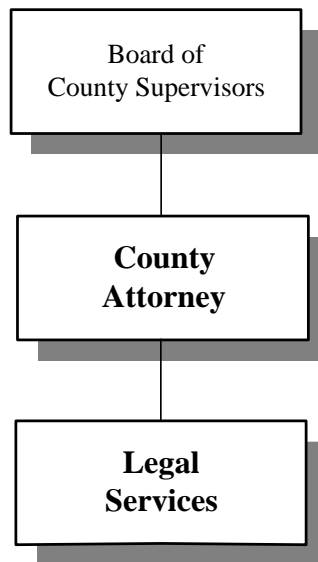 Board of
County Supervisors
County
Attorney
Legal
Services